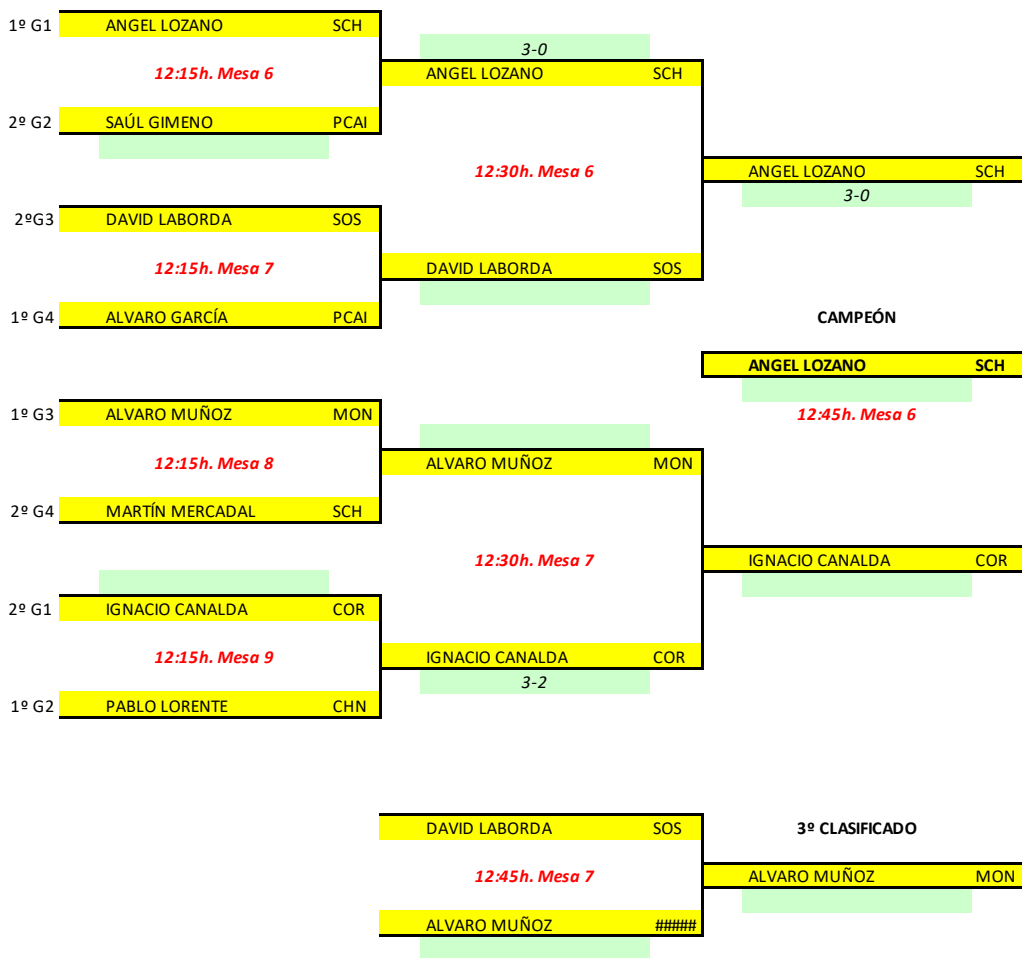 1º G1 ANGEL LOZANO SCH
3-0
12:15h. Mesa 6 ANGEL LOZANO SCH
2º G2 SAÚL GIMENO PCAI
12:30h. Mesa 6 ANGEL LOZANO SCH
3-0
2ºG3 DAVID LABORDA SOS
12:15h. Mesa 7 DAVID LABORDA SOS
1º G4 ALVARO GARCÍA PCAI CAMPEÓN
ANGEL LOZANO SCH
1º G3 ALVARO MUÑOZ MON 12:45h. Mesa 6
12:15h. Mesa 8 ALVARO MUÑOZ MON
2º G4 MARTÍN MERCADAL SCH
12:30h. Mesa 7 IGNACIO CANALDA COR
2º G1 IGNACIO CANALDA COR
12:15h. Mesa 9 IGNACIO CANALDA COR
3-2
1º G2 PABLO LORENTE CHN
DAVID LABORDA SOS 3º CLASIFICADO
12:45h. Mesa 7 ALVARO MUÑOZ MON
ALVARO MUÑOZ #####